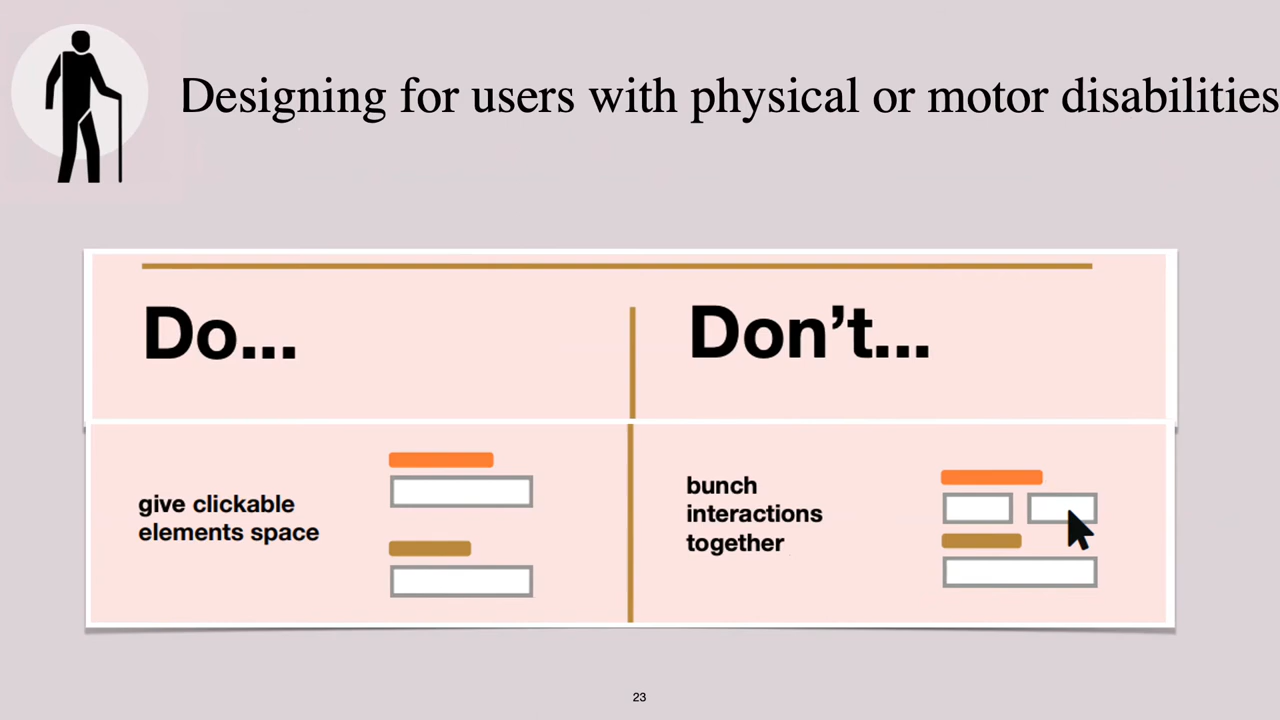 Designing for users with physical or motor disabilities
Do...
Don’t...
give clickable
elements space
bunch
interactions
together
23